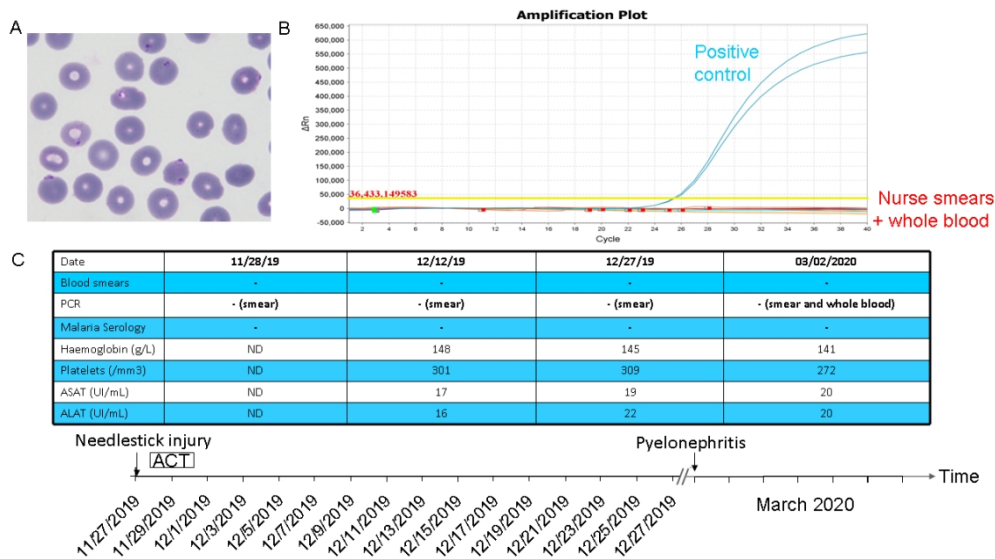 A
B
Amplification Plot
650,000
600,000
550,000
500,000
450,000
400,000
350,000
300,000
250,000
200,000
150,000
100,000
50,000
0
-50,000
ΔRn
36,433.149583
Positive
control
Nurse smears
+ whole blood
2 4 6 8 10 12 14 16 18 20 22 24 26 28 30 32 34 36 38 40
Cycle
C
Date 11/28/19 12/12/19 12/27/19 03/02/2020
Blood smears - - - -
PCR - (smear) - (smear) - (smear) - (smear and whole blood)
Malaria Serology - - - -
Haemoglobin (g/L) ND 148 145 141
Platelets (/mm3) ND 301 309 272
ASAT (UI/mL) ND 17 19 20
ALAT (UI/mL) ND 16 22 20
Needlestick injury
Pyelonephritis
ACT
Time
11/27/2019 11/29/2019 12/1/2019 12/3/2019 12/5/2019 12/7/2019 12/9/2019 12/11/2019 12/13/2019 12/15/2019 12/17/2019 12/19/2019 12/21/2019 12/23/2019 12/25/2019 12/27/2019
March 2020